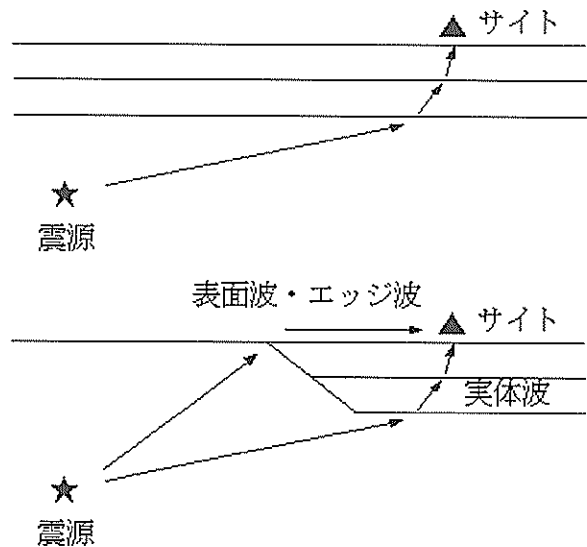 サイト
震源
表面波・エッジ波
サイト
実体波
震源